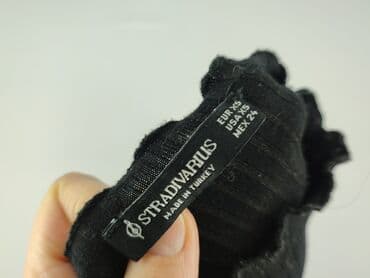 STRADIVARIUS
MADE IN TURKEY
EUR XS
USA XS
MEX 24